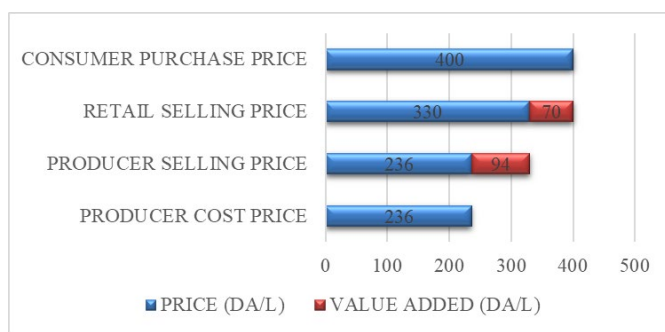 CONSUMER PURCHASE PRICE
400
RETAIL SELLING PRICE
330 70
PRODUCER SELLING PRICE
236 94
PRODUCER COST PRICE
236
0 100 200 300 400 500
PRICE (DA/L) VALUE ADDED (DA/L)